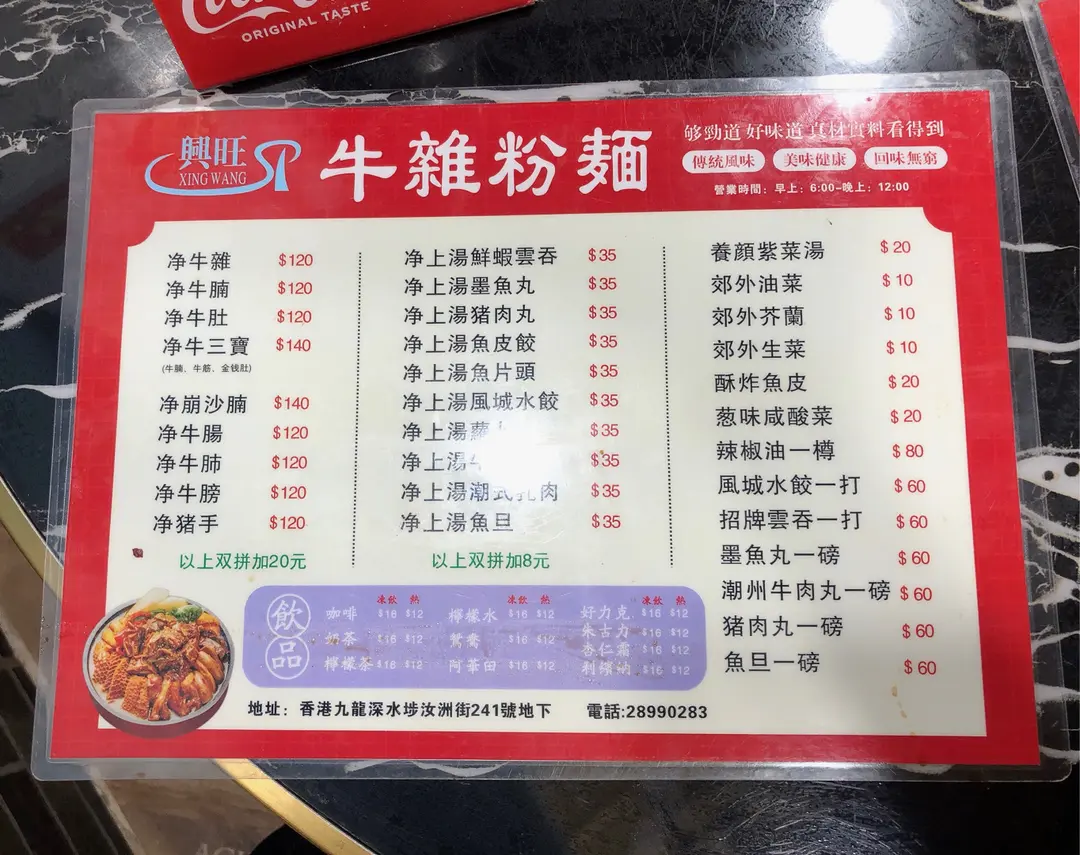 ORIGINAL TASTE
興旺
XING WANG
牛雜粉麵
够勁道 好味道 真材實料看得到
傳統風味 美味健康 回味無窮
營業時間：早上：6:00-晚上：12:00
净牛雜 $120
净牛腩 $120
净牛肚 $120
净牛三寶 $140
(牛腩、牛筋、金钱肚)
净崩沙腩 $140
净牛腸 $120
净牛肺 $120
净牛膀 $120
净猪手 $120
以上双拼加20元
净上湯鮮蝦雲吞 $35
净上湯墨魚丸 $35
净上湯猪肉丸 $35
净上湯魚皮餃 $35
净上湯魚片頭 $35
净上湯風城水餃 $35
净上湯蘿 $35
净上湯 $35
净上湯潮式 肉 $35
净上湯魚旦 $35
以上双拼加8元
養顔紫菜湯 $20
郊外油菜 $10
郊外芥蘭 $10
郊外生菜 $10
酥炸魚皮 $20
葱味咸酸菜 $20
辣椒油一樽 $80
風城水餃一打 $60
招牌雲吞一打 $60
墨魚丸一磅 $60
潮州牛肉丸一磅 $60
猪肉丸一磅 $60
魚旦一磅 $60
飲品
凍飲 熱
咖啡 $16 $12
奶茶 $16 $12
檸檬茶 $16 $12
凍飲 熱
檸檬水 $16 $12
鴛鴦 $16 $12
阿華田 $16 $12
凍飲 熱
好力克 $16 $12
朱古力 $16 $12
杏仁霜 $16 $12
利賓納 $16 $12
地址：香港九龍深水埗汝洲街241號地下 電話:28990283